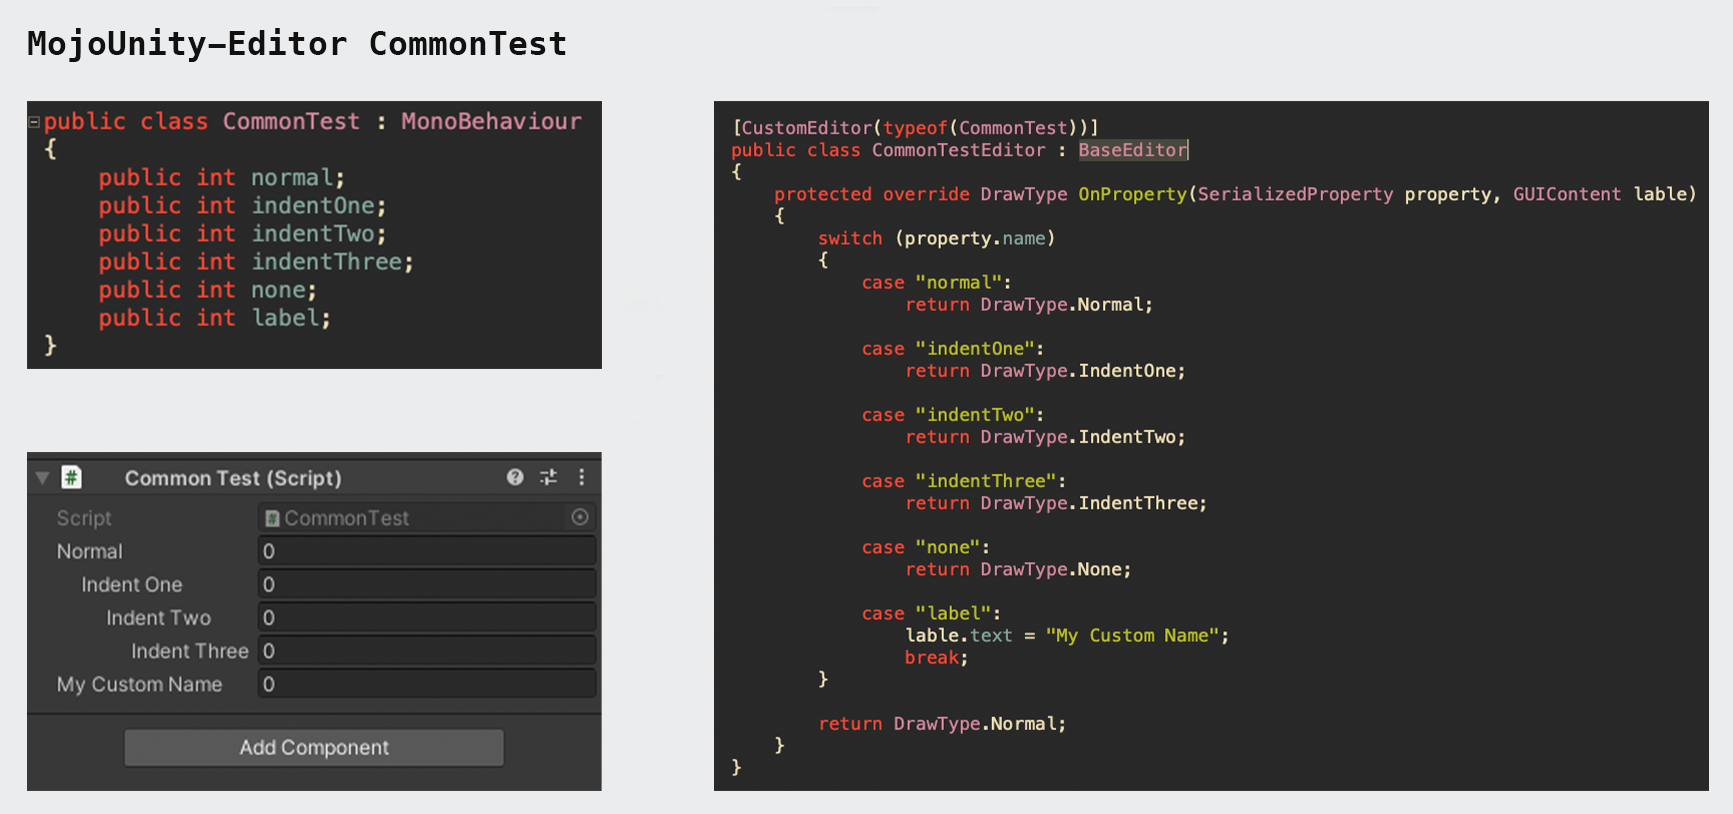 MojoUnity-Editor CommonTest
public class CommonTest : MonoBehaviour
{
public int normal;
public int indentOne;
public int indentTwo;
public int indentThree;
public int none;
public int label;
}
Common Test (Script)
Script CommonTest
Normal 0
Indent One 0
Indent Two 0
Indent Three 0
My Custom Name 0
Add Component
[CustomEditor(typeof(CommonTest))]
public class CommonTestEditor : BaseEditor
{
protected override DrawType OnProperty(SerializedProperty property, GUIContent lable)
{
switch (property.name)
{
case "normal":
return DrawType.Normal;
case "indentOne":
return DrawType.IndentOne;
case "indentTwo":
return DrawType.IndentTwo;
case "indentThree":
return DrawType.IndentThree;
case "none":
return DrawType.None;
case "label":
lable.text = "My Custom Name";
break;
}
return DrawType.Normal;
}
}